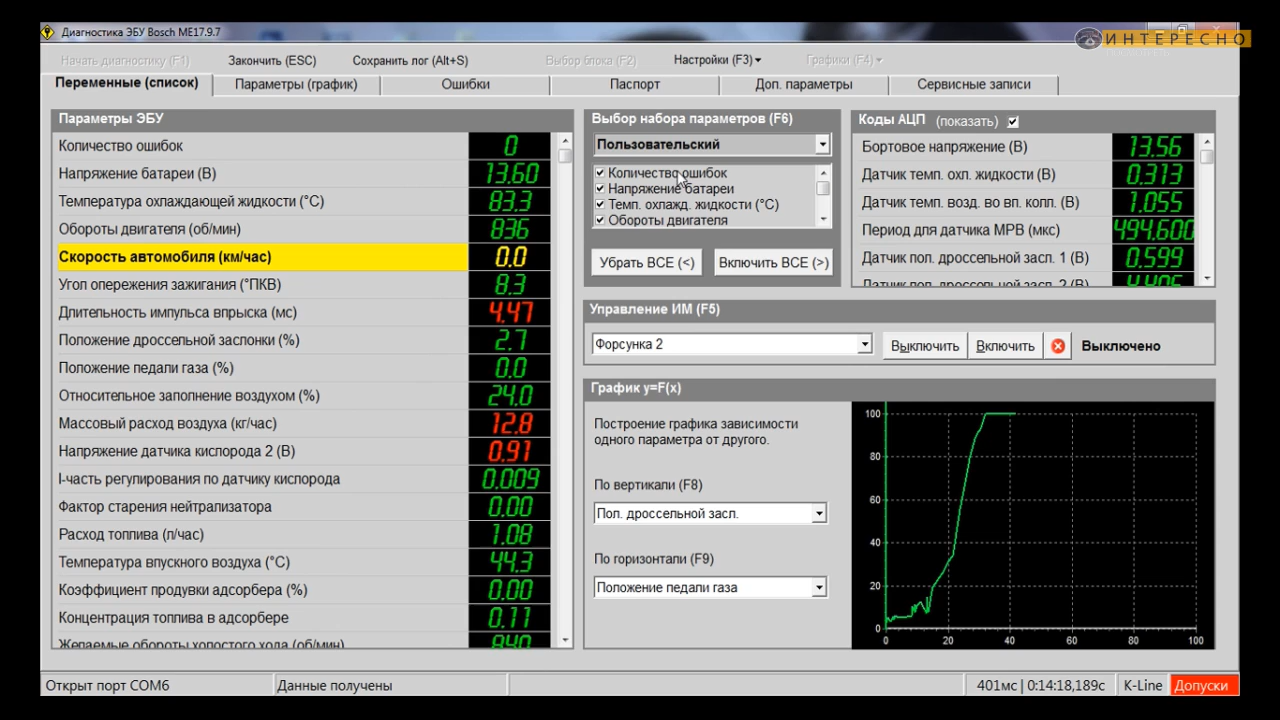 Диагностика ЭБУ Bosch ME17.9.7
ИНТЕРЕСНО
Начать диагностику (F1)
Закончить (ESC)
Сохранить лог (Alt+S)
Выбор блока (F2)
Настройки (F3)
Графики (F4)
Переменные (список)
Параметры (график)
Ошибки
Паспорт
Доп. параметры
Сервисные записи
Параметры ЭБУ
Количество ошибок 0
Напряжение батареи (В) 13.60
Температура охлаждающей жидкости (°C) 83.3
Обороты двигателя (об/мин) 836
Скорость автомобиля (км/час) 0.0
Угол опережения зажигания (°ПКВ) 8.3
Длительность импульса впрыска (мс) 4.47
Положение дроссельной заслонки (%) 2.7
Положение педали газа (%) 0.0
Относительное заполнение воздухом (%) 24.0
Массовый расход воздуха (кг/час) 12.8
Напряжение датчика кислорода 2 (В) 0.91
I-часть регулирования по датчику кислорода 0.009
Фактор старения нейтрализатора 0.00
Расход топлива (л/час) 1.08
Температура впускного воздуха (°C) 44.3
Коэффициент продувки адсорбера (%) 0.00
Концентрация топлива в адсорбере 0.11
Желаемые обороты холостого хода (об/мин) 840
Выбор набора параметров (F6)
Пользовательский
Количество ошибок
Напряжение батареи
Темп. охлажд. жидкости (°C)
Обороты двигателя
Убрать ВСЕ (<)
Включить ВСЕ (>)
Коды АЦП (показать)
Бортовое напряжение (В) 13.56
Датчик темп. охл. жидкости (В) 0.313
Датчик темп. возд. во вп. колл. (В) 1.055
Период для датчика МРВ (мкс) 494.600
Датчик пол. дроссельной засл. 1 (В) 0.599
Датчик пол. дроссельной засл. 2 (В)
Управление ИМ (F5)
Форсунка 2
Выключить
Включить
Выключено
График y=F(x)
Построение графика зависимости
одного параметра от другого.
По вертикали (F8)
Пол. дроссельной засл.
По горизонтали (F9)
Положение педали газа
100
80
60
40
20
0
0 20 40 60 80 100
Открыт порт COM6
Данные получены
401мс | 0:14:18,189с
K-Line
Допуски